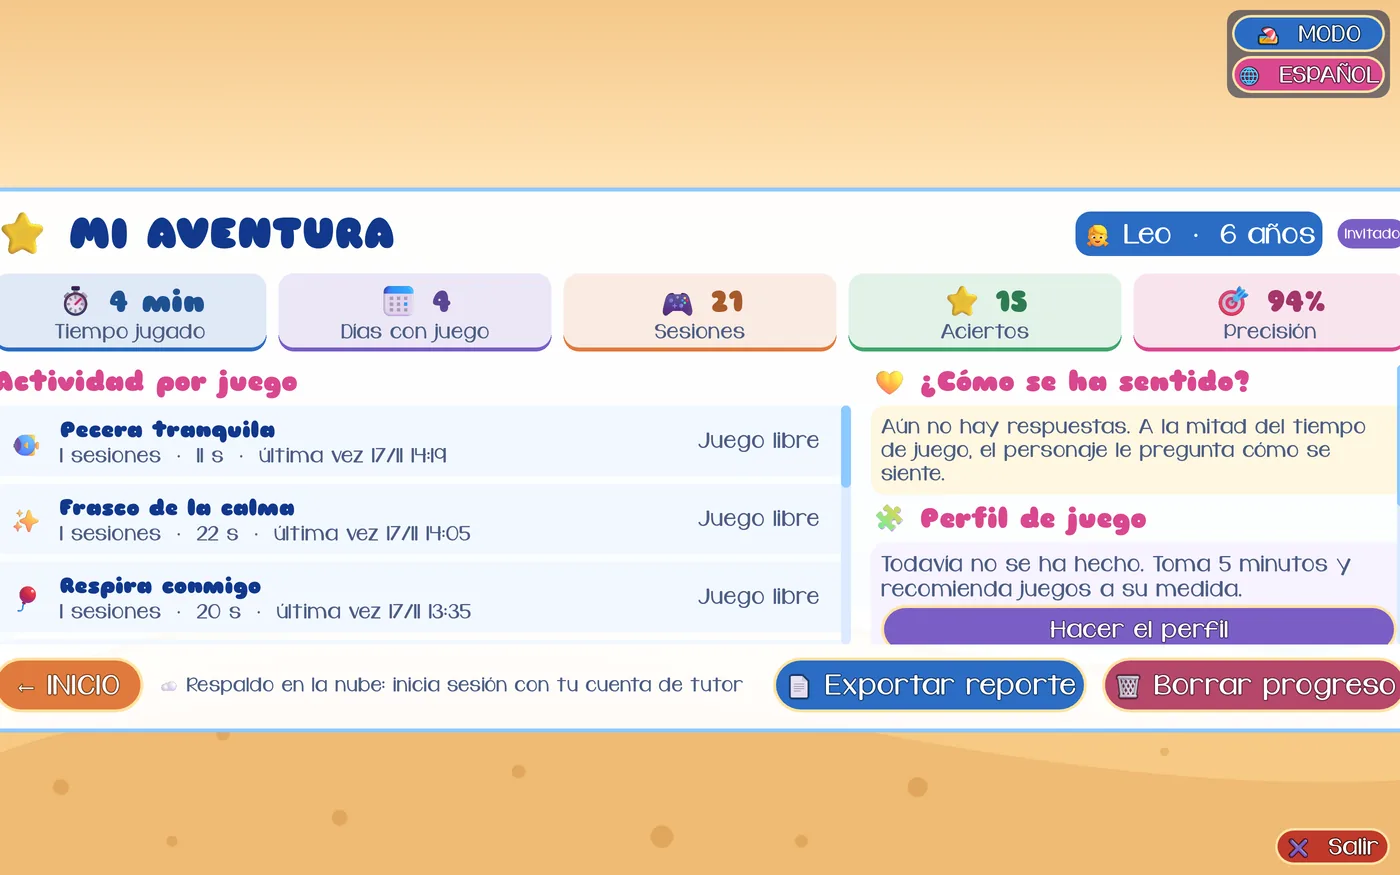 MODO
ESPAÑOL
MI AVENTURA
Leo · 6 años
Invitado
4 min
Tiempo jugado
4
Días con juego
21
Sesiones
15
Aciertos
94%
Precisión
Actividad por juego
Pecera tranquila
1 sesiones · 11 s · última vez 17/11 14:19
Juego libre
Frasco de la calma
1 sesiones · 22 s · última vez 17/11 14:05
Juego libre
Respira conmigo
1 sesiones · 20 s · última vez 17/11 13:35
Juego libre
¿Cómo se ha sentido?
Aún no hay respuestas. A la mitad del tiempo
de juego, el personaje le pregunta cómo se
siente.
Perfil de juego
Todavía no se ha hecho. Toma 5 minutos y
recomienda juegos a su medida.
Hacer el perfil
← INICIO
Respaldo en la nube: inicia sesión con tu cuenta de tutor
Exportar reporte
Borrar progreso
Salir